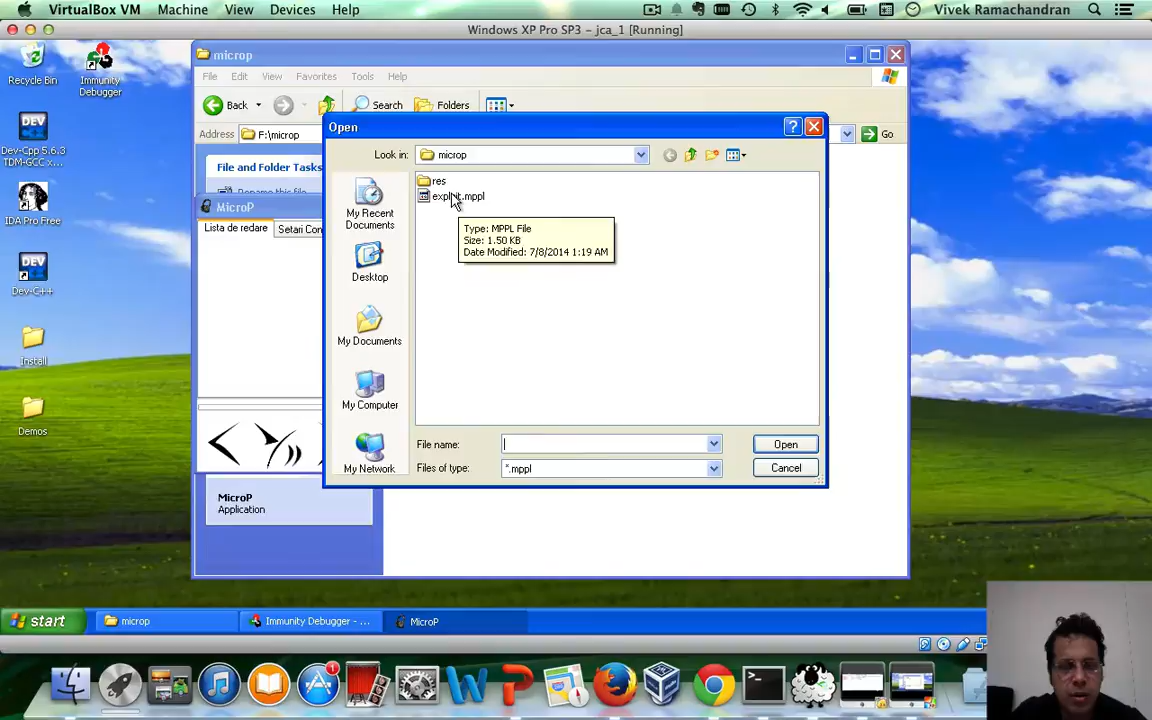 VirtualBox VM Machine View Devices Help
Vivek Ramachandran
Windows XP Pro SP3 - jca_1 [Running]
Recycle Bin
Immunity
Debugger
Dev-Cpp 5.6.3
TDM-GCC x...
IDA Pro Free
Dev-C++
Install
Demos
microp
File Edit View Favorites Tools Help
Back Search Folders
Address F:\microp Go
File and Folder Tasks
Rename this file
MicroP
Lista de redare Setari Con
MicroP
Application
Open
Look in: microp
My Recent
Documents
Desktop
My Documents
My Computer
My Network
res
exploit.mppl
Type: MPPL File
Size: 1.50 KB
Date Modified: 7/8/2014 1:19 AM
File name: Open
Files of type: *.mppl Cancel
start microp Immunity Debugger - ... MicroP
1